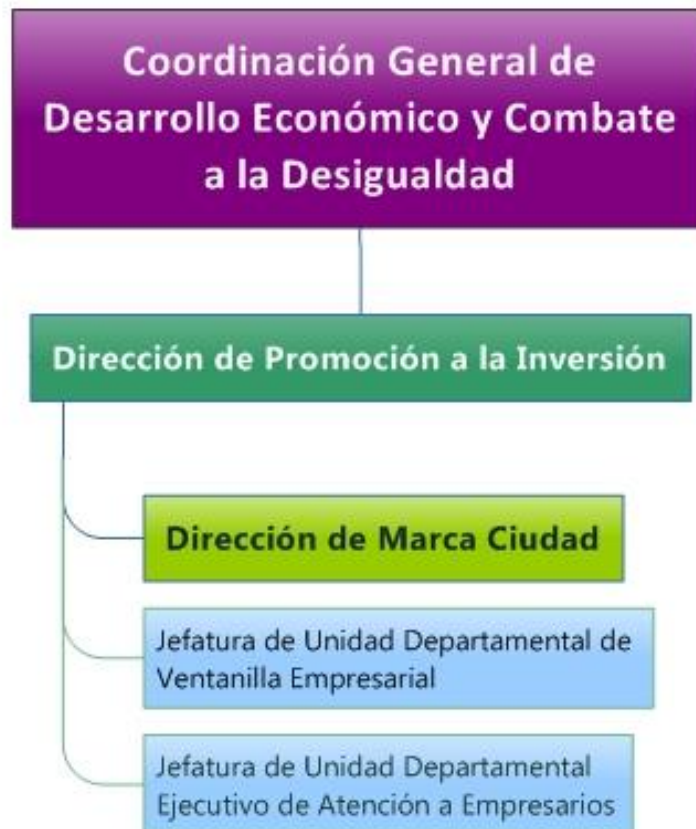 Coordinación General de
Desarrollo Económico y Combate
a la Desigualdad
Dirección de Promoción a la Inversión
Dirección de Marca Ciudad
Jefatura de Unidad Departamental de
Ventanilla Empresarial
Jefatura de Unidad Departamental
Ejecutivo de Atención a Empresarios